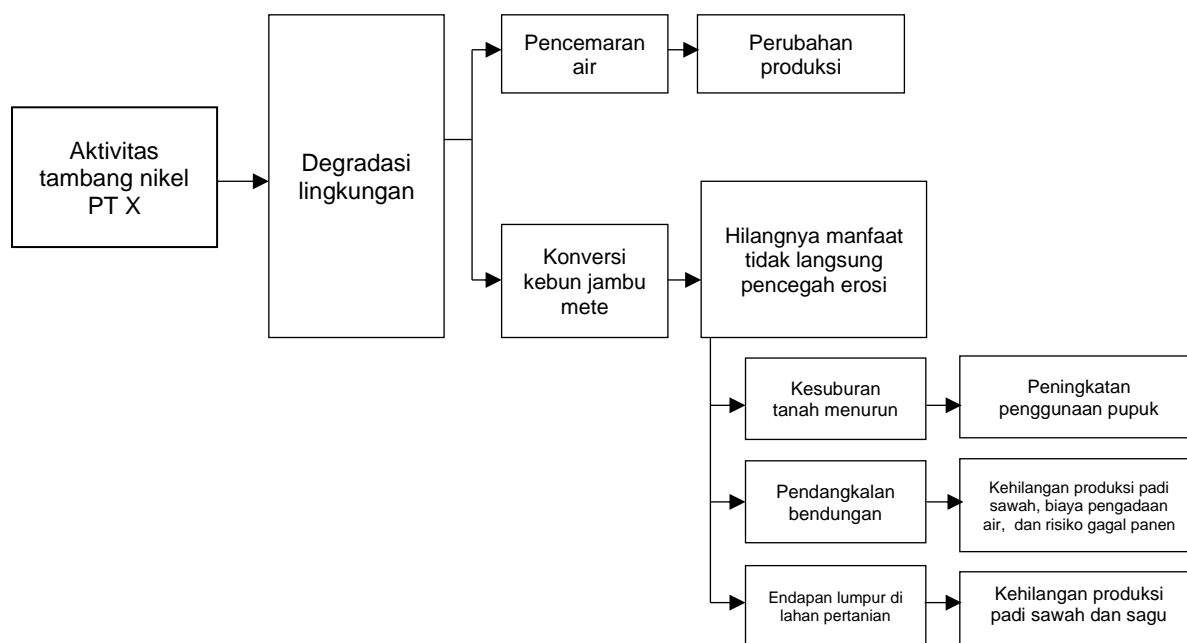 Aktivitas
tambang nikel
PT X
Degradasi
lingkungan
Pencemaran
air
Perubahan
produksi
Konversi
kebun jambu
mete
Hilangnya manfaat
tidak langsung
pencegah erosi
Kesuburan
tanah menurun
Peningkatan
penggunaan pupuk
Pendangkalan
bendungan
Kehilangan produksi padi
sawah, biaya pengadaan
air, dan risiko gagal panen
Endapan lumpur di
lahan pertanian
Kehilangan produksi
padi sawah dan sagu